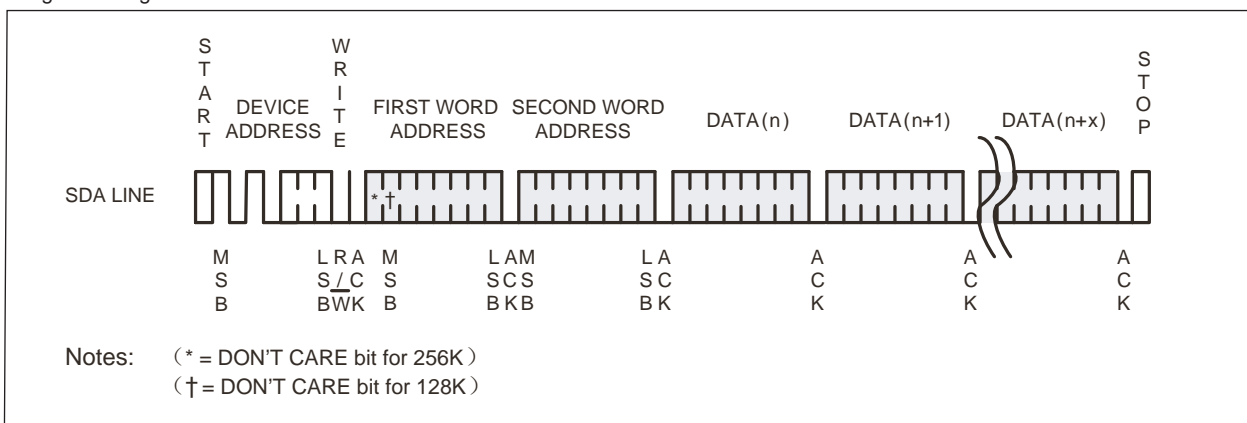 START
WRITE
STOP
DEVICE ADDRESS
FIRST WORD ADDRESS
SECOND WORD ADDRESS
DATA(n)
DATA(n+1)
DATA(n+x)
SDA LINE
* †
MSB
LSB
R/W
ACK
MSB
LSB
ACK
MSB
LSB
ACK
ACK
ACK
ACK
Notes: (* = DON'T CARE bit for 256K)
(† = DON'T CARE bit for 128K)